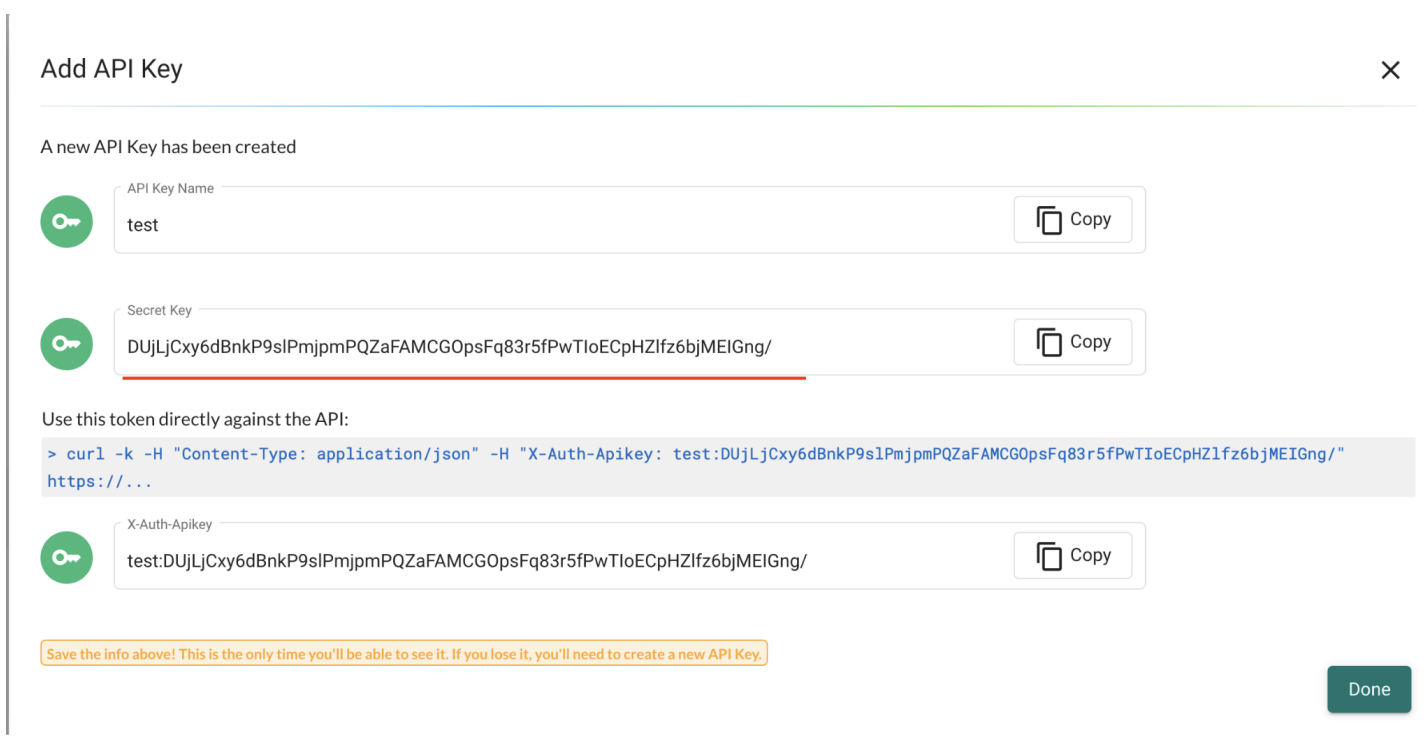 Add API Key
A new API Key has been created
API Key Name
test
Copy
Secret Key
DUjLjCxy6dBnkP9slPmjpmPQZaFAMCGOpsFq83r5fPwTIoECpHZlfz6bjMEIGng/
Copy
Use this token directly against the API:
> curl -k -H "Content-Type: application/json" -H "X-Auth-Apikey: test:DUjLjCxy6dBnkP9slPmjpmPQZaFAMCGOpsFq83r5fPwTIoECpHZlfz6bjMEIGng/"
https://...
X-Auth-Apikey
test:DUjLjCxy6dBnkP9slPmjpmPQZaFAMCGOpsFq83r5fPwTIoECpHZlfz6bjMEIGng/
Copy
Save the info above! This is the only time you'll be able to see it. If you lose it, you'll need to create a new API Key.
Done